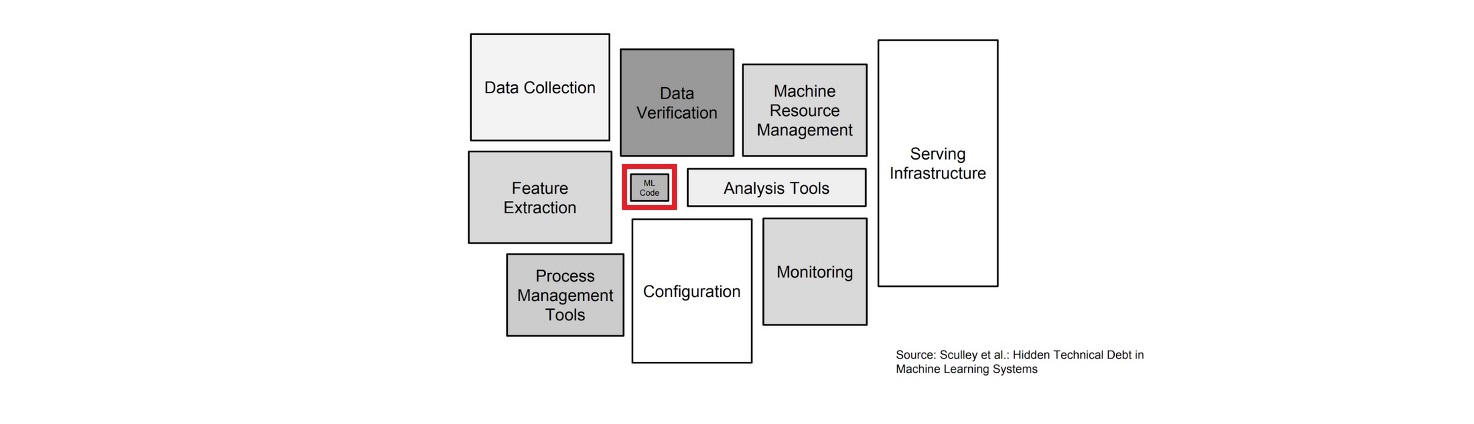 Data Collection
Data
Verification
Machine
Resource
Management
Serving
Infrastructure
Feature
Extraction
ML
Code
Analysis Tools
Process
Management
Tools
Configuration
Monitoring
Source: Sculley et al.: Hidden Technical Debt in
Machine Learning Systems